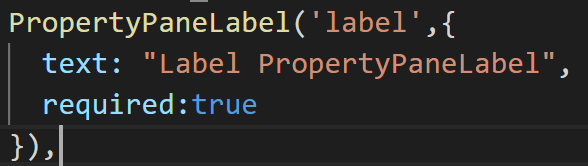 PropertyPaneLabel('label',{
text: "Label PropertyPaneLabel",
required:true
}),